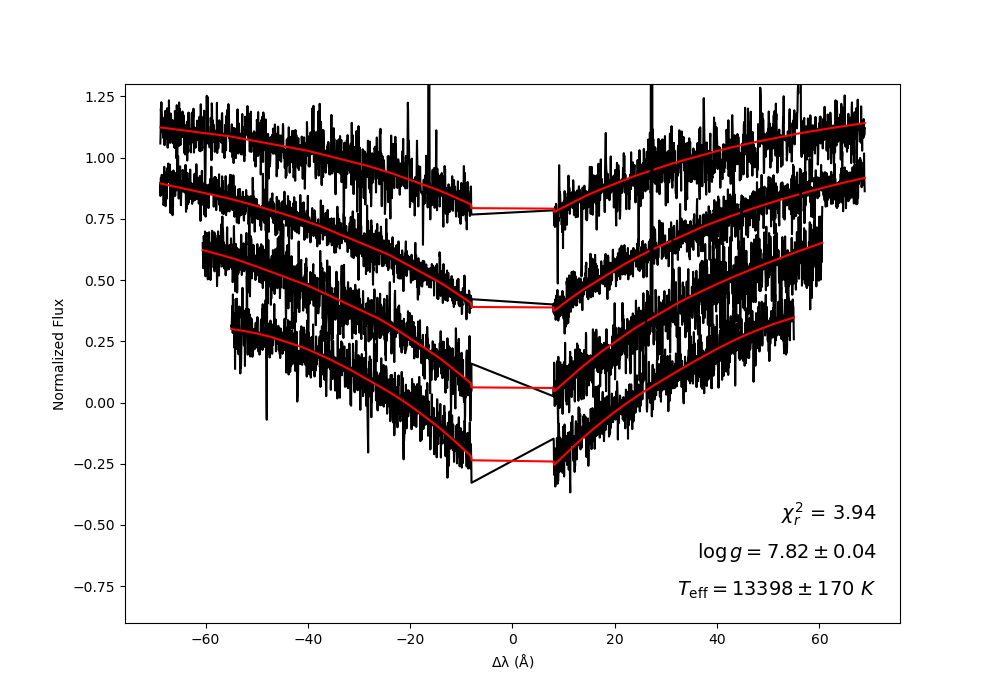 1.25
1.00
0.75
0.50
0.25
0.00
−0.25
−0.50
−0.75
Normalized Flux
χ²ᵣ = 3.94
log g = 7.82 ± 0.04
T_eff = 13398 ± 170 K
−60 −40 −20 0 20 40 60
Δλ (Å)